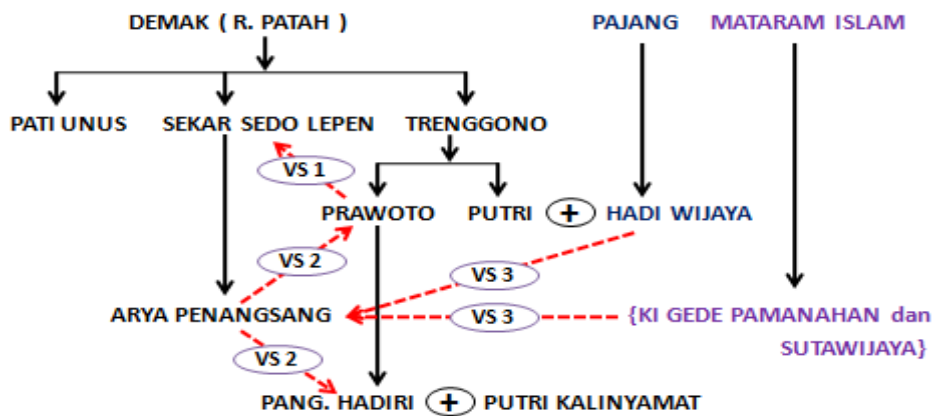 DEMAK ( R. PATAH ) PAJANG MATARAM ISLAM
PATI UNUS SEKAR SEDO LEPEN TRENGGONO
VS 1
PRAWOTO PUTRI + HADI WIJAYA
VS 2
VS 3
ARYA PENANGSANG VS 3 {KI GEDE PAMANAHAN dan
SUTAWIJAYA}
VS 2
PANG. HADIRI + PUTRI KALINYAMAT